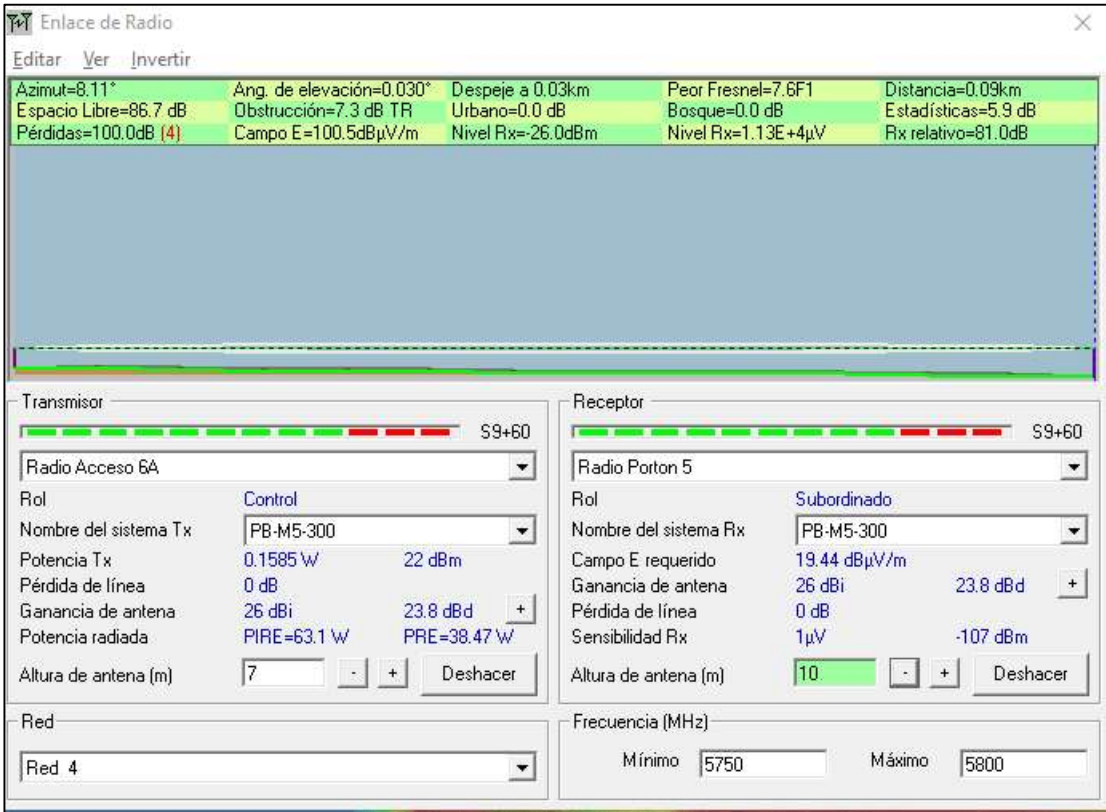 Enlace de Radio
Editar Ver Invertir
Azimut=8.11° Ang. de elevación=0.030° Despeje a 0.03km Peor Fresnel=7.6F1 Distancia=0.09km
Espacio Libre=86.7 dB Obstrucción=7.3 dB TR Urbano=0.0 dB Bosque=0.0 dB Estadísticas=5.9 dB
Pérdidas=100.0dB (4) Campo E=100.5dBµV/m Nivel Rx=-26.0dBm Nivel Rx=1.13E+4µV Rx relativo=81.0dB
Transmisor
S9+60
Radio Acceso 6A
Rol Control
Nombre del sistema Tx PB-M5-300
Potencia Tx 0.1585 W 22 dBm
Pérdida de línea 0 dB
Ganancia de antena 26 dBi 23.8 dBd +
Potencia radiada PIRE=63.1 W PRE=38.47 W
Altura de antena (m) 7 - + Deshacer
Receptor
S9+60
Radio Porton 5
Rol Subordinado
Nombre del sistema Rx PB-M5-300
Campo E requerido 19.44 dBµV/m
Ganancia de antena 26 dBi 23.8 dBd +
Pérdida de línea 0 dB
Sensibilidad Rx 1µV -107 dBm
Altura de antena (m) 10 - + Deshacer
Red
Red 4
Frecuencia (MHz)
Mínimo 5750 Máximo 5800